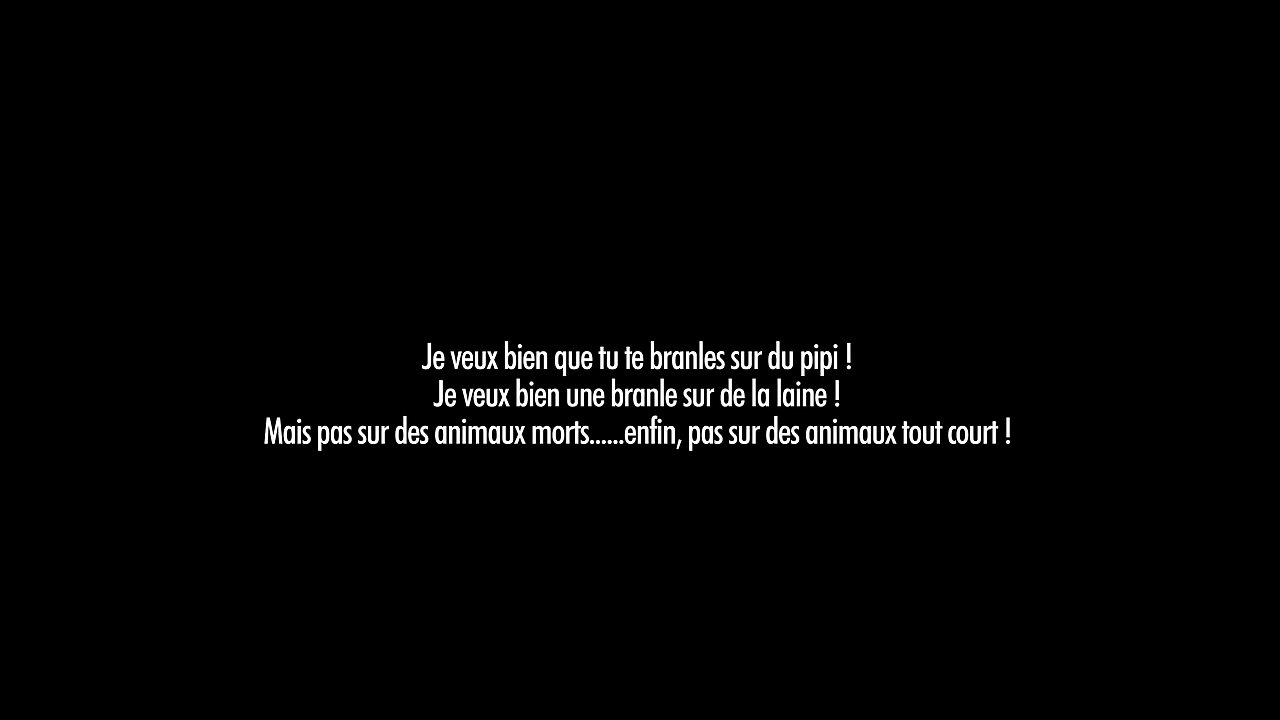 Je veux bien que tu te branles sur du pipi !
Je veux bien une branle sur de la laine !
Mais pas sur des animaux morts......enfin, pas sur des animaux tout court !